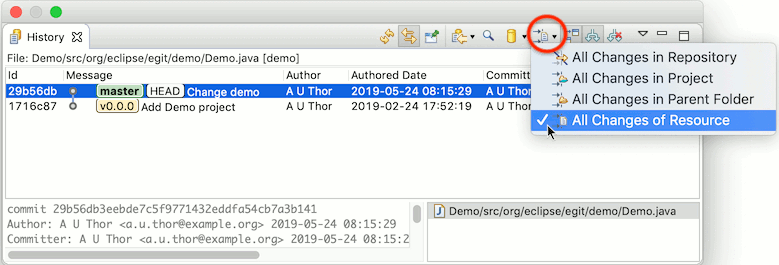 History
File: Demo/src/org/eclipse/egit/demo/Demo.java [demo]
Id Message Author Authored Date Committ
29b56db master HEAD Change demo A U Thor 2019-05-24 08:15:29 A U Thor
1716c87 v0.0.0 Add Demo project A U Thor 2019-02-24 17:52:19 A U Thor
All Changes in Repository
All Changes in Project
All Changes in Parent Folder
All Changes of Resource
commit 29b56db3eebde7c5f9771432eddfa54cb7a3b141
Author: A U Thor <a.u.thor@example.org> 2019-05-24 08:15:29
Committer: A U Thor <a.u.thor@example.org> 2019-05-24 08:15:2
Demo/src/org/eclipse/egit/demo/Demo.java